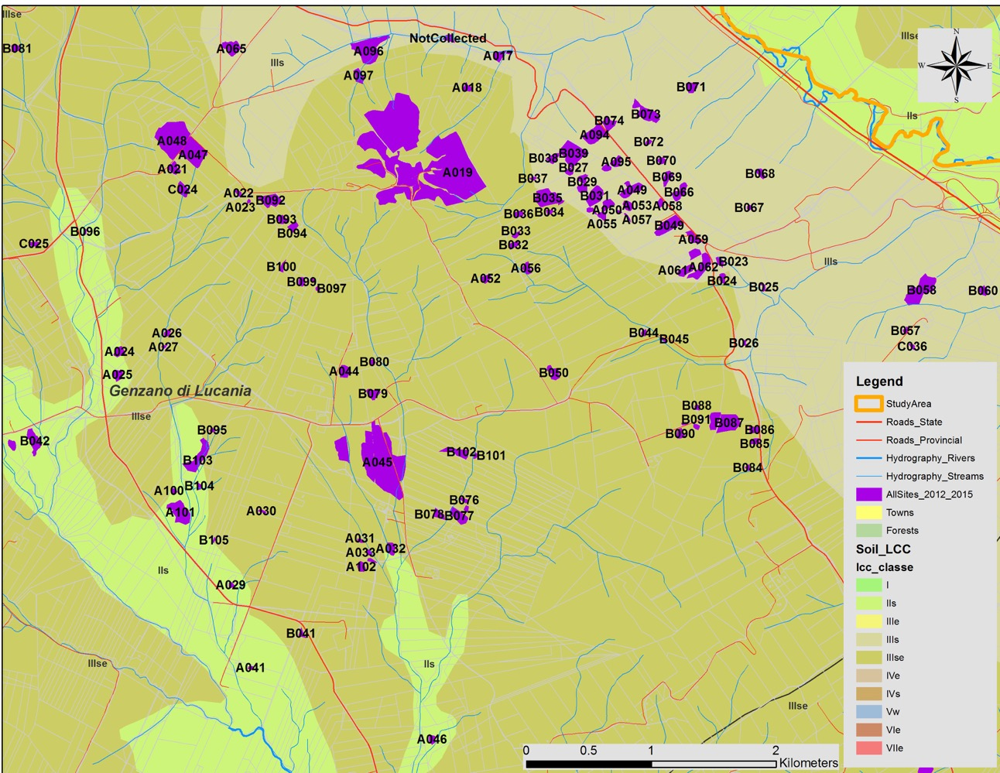 IIIse
B081
A065
IIIs
A096
NotCollected
A017
A097
A018
B071
IIIse
N
W
E
S
IIs
B073
B074
A094
B072
A048
A047
A021
C024
A019
B038
B039
B027
A095
B070
B037
B029
B069
B068
A022
A023
B092
B035
B031
A049
B066
B036
B034
A050
A053
A058
B067
B093
B094
A055
A057
B049
B096
C025
B033
B032
A059
IIIs
B100
A056
A061
A062
B023
B099
B097
A052
B024
B025
B058
B060
A026
A027
A024
B044
B045
B026
B057
C036
A025
A044
B080
B050
Genzano di Lucania
B079
IIIse
B088
B091
B087
B086
B090
B085
B042
B095
B103
A045
B102
B101
B084
A100
B104
A101
A030
B076
B078
B077
B105
A031
A033
A032
A102
IIs
A029
B041
A041
IIIse
IIs
IIIse
A046
Legend
StudyArea
Roads_State
Roads_Provincial
Hydrography_Rivers
Hydrography_Streams
AllSites_2012_2015
Towns
Forests
Soil_LCC
lcc_classe
I
IIs
IIIe
IIIs
IIIse
IVe
IVs
Vw
VIe
VIIe
0 0.5 1 2
Kilometers